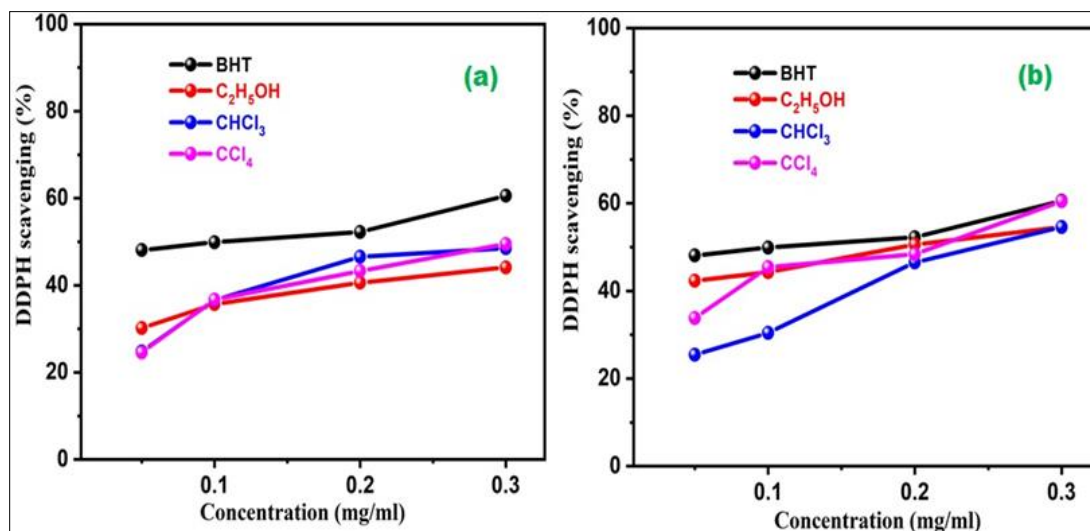 100
80
60
40
20
0
DDPH scavenging (%)
BHT
C₂H₅OH
CHCl₃
CCl₄
(a)
0.1 0.2 0.3
Concentration (mg/ml)
100
80
60
40
20
0
DDPH scavenging (%)
BHT
C₂H₅OH
CHCl₃
CCl₄
(b)
0.1 0.2 0.3
Concentration (mg/ml)